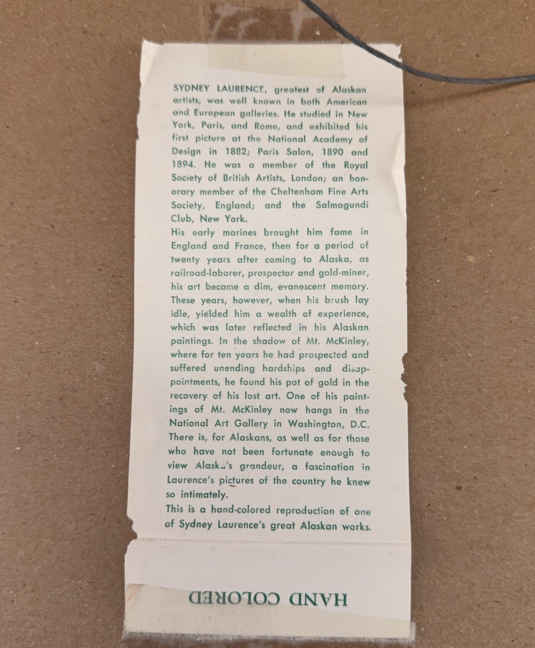 SYDNEY LAURENCE, greatest of Alaskan
artists, was well known in both American
and European galleries. He studied in New
York, Paris, and Rome, and exhibited his
first picture at the National Academy of
Design in 1882; Paris Salon, 1890 and
1894. He was a member of the Royal
Society of British Artists, London; an hon-
orary member of the Cheltenham Fine Arts
Society, England; and the Salmagundi
Club, New York.
His early marines brought him fame in
England and France, then for a period of
twenty years after coming to Alaska, as
railroad-laborer, prospector and gold-miner,
his art became a dim, evanescent memory.
These years, however, when his brush lay
idle, yielded him a wealth of experience,
which was later reflected in his Alaskan
paintings. In the shadow of Mt. McKinley,
where for ten years he had prospected and
suffered unending hardships and disap-
pointments, he found his pot of gold in the
recovery of his lost art. One of his paint-
ings of Mt. McKinley now hangs in the
National Art Gallery in Washington, D.C.
There is, for Alaskans, as well as for those
who have not been fortunate enough to
view Alaska's grandeur, a fascination in
Laurence's pictures of the country he knew
so intimately.
This is a hand-colored reproduction of one
of Sydney Laurence's great Alaskan works.
HAND COLORED